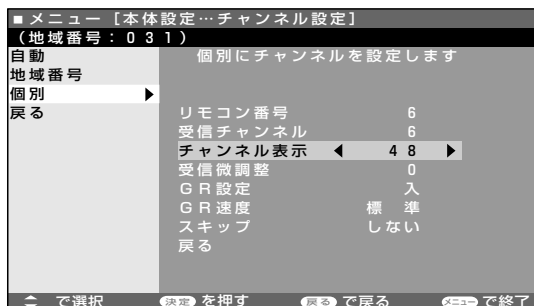 ■メニュー [本体設定…チャンネル設定]
(地域番号:031)
自動
地域番号
個別 ▶
戻る
個別にチャンネルを設定します
リモコン番号 6
受信チャンネル 6
チャンネル表示 ◀ 48 ▶
受信微調整 0
GR設定 入
GR速度 標 準
スキップ しない
戻る
で選択 決定 を押す 戻る で戻る メニュー で終了